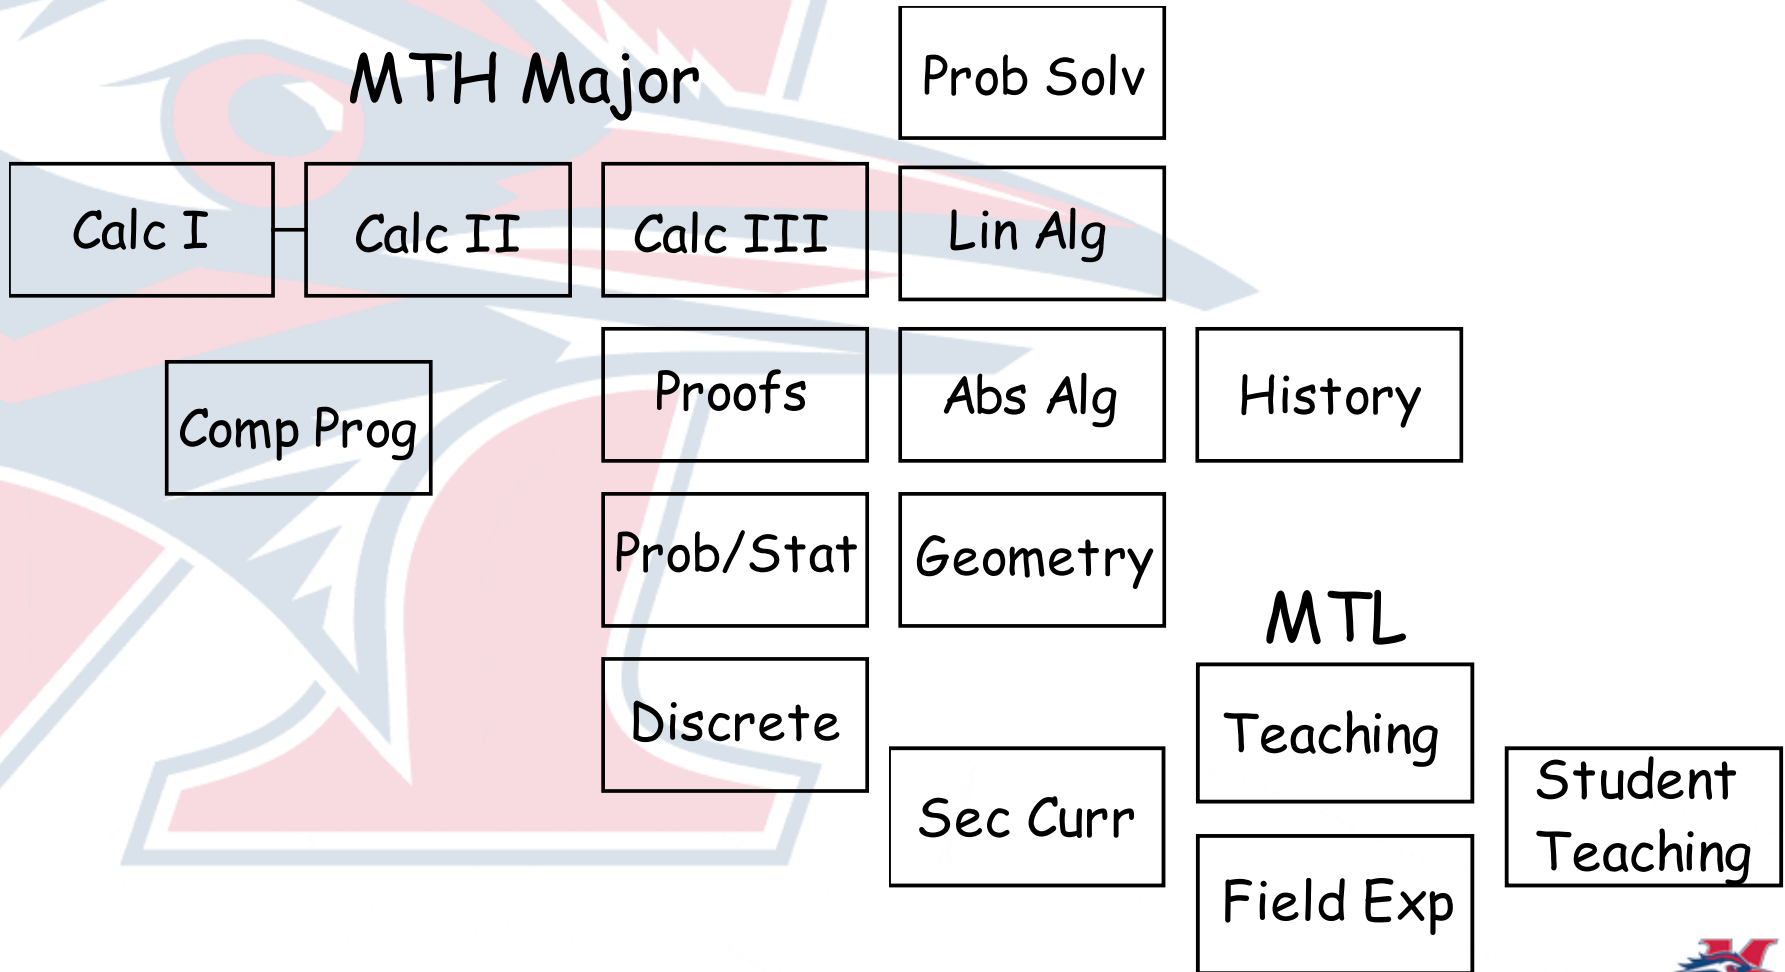 MTH Major
Prob Solv
Calc I
Calc II
Calc III
Lin Alg
Comp Prog
Proofs
Abs Alg
History
Prob/Stat
Geometry
Discrete
MTL
Sec Curr
Teaching
Field Exp
Student
Teaching